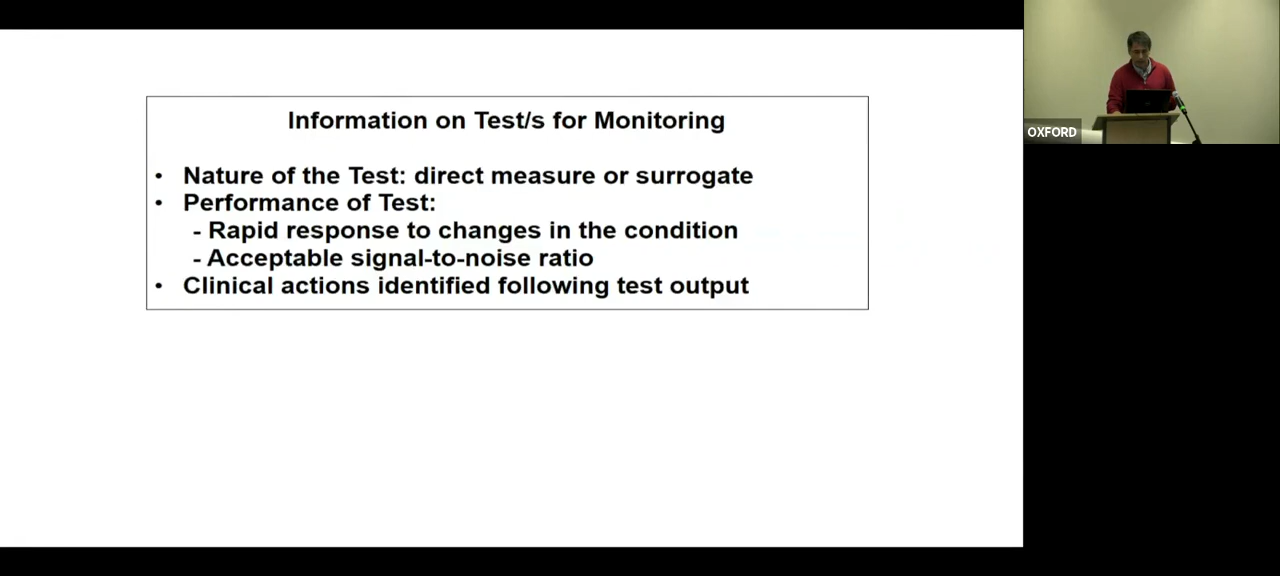 Information on Test/s for Monitoring
• Nature of the Test: direct measure or surrogate
• Performance of Test:
- Rapid response to changes in the condition
- Acceptable signal-to-noise ratio
• Clinical actions identified following test output
OXFORD